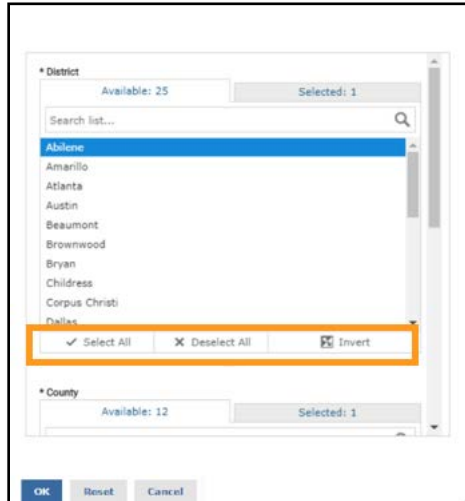 * District
Available: 25 Selected: 1
Search list...
Abilene
Amarillo
Atlanta
Austin
Beaumont
Brownwood
Bryan
Childress
Corpus Christi
Dallas
Select All Deselect All Invert
* County
Available: 12 Selected: 1
OK Reset Cancel